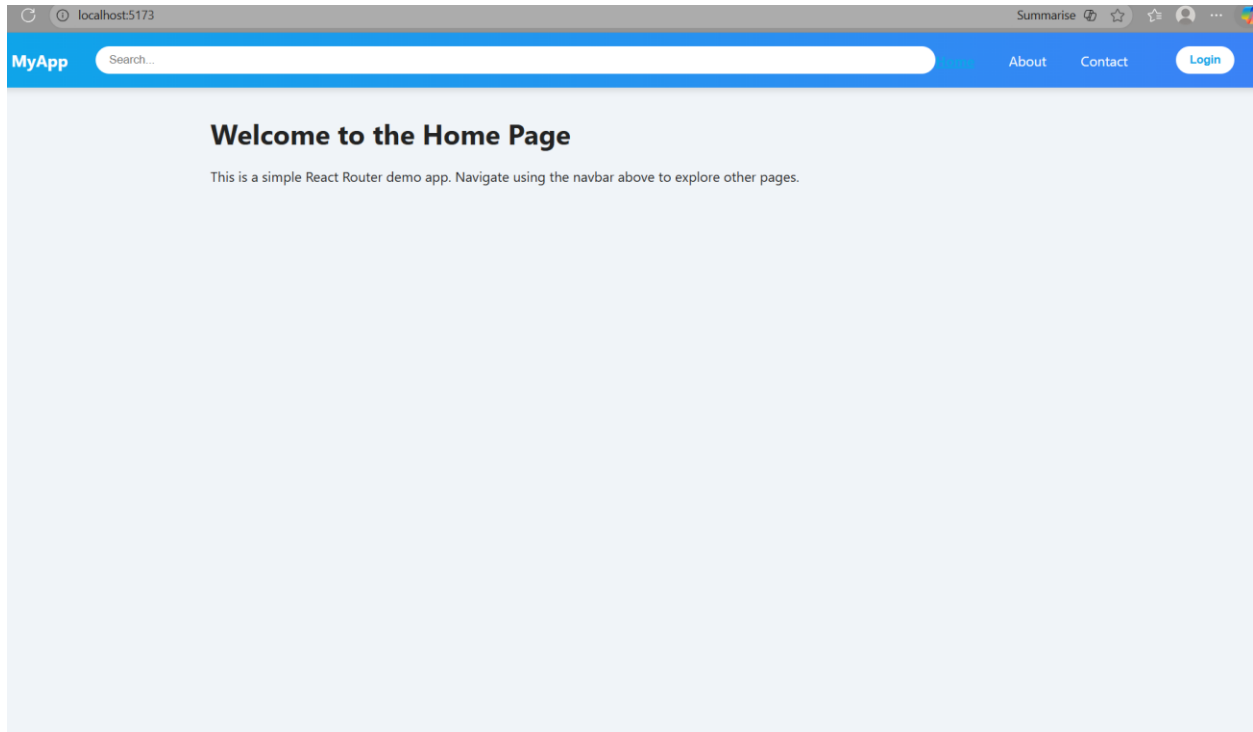 localhost:5173
Summarise
MyApp Search... Home About Contact Login
Welcome to the Home Page
This is a simple React Router demo app. Navigate using the navbar above to explore other pages.